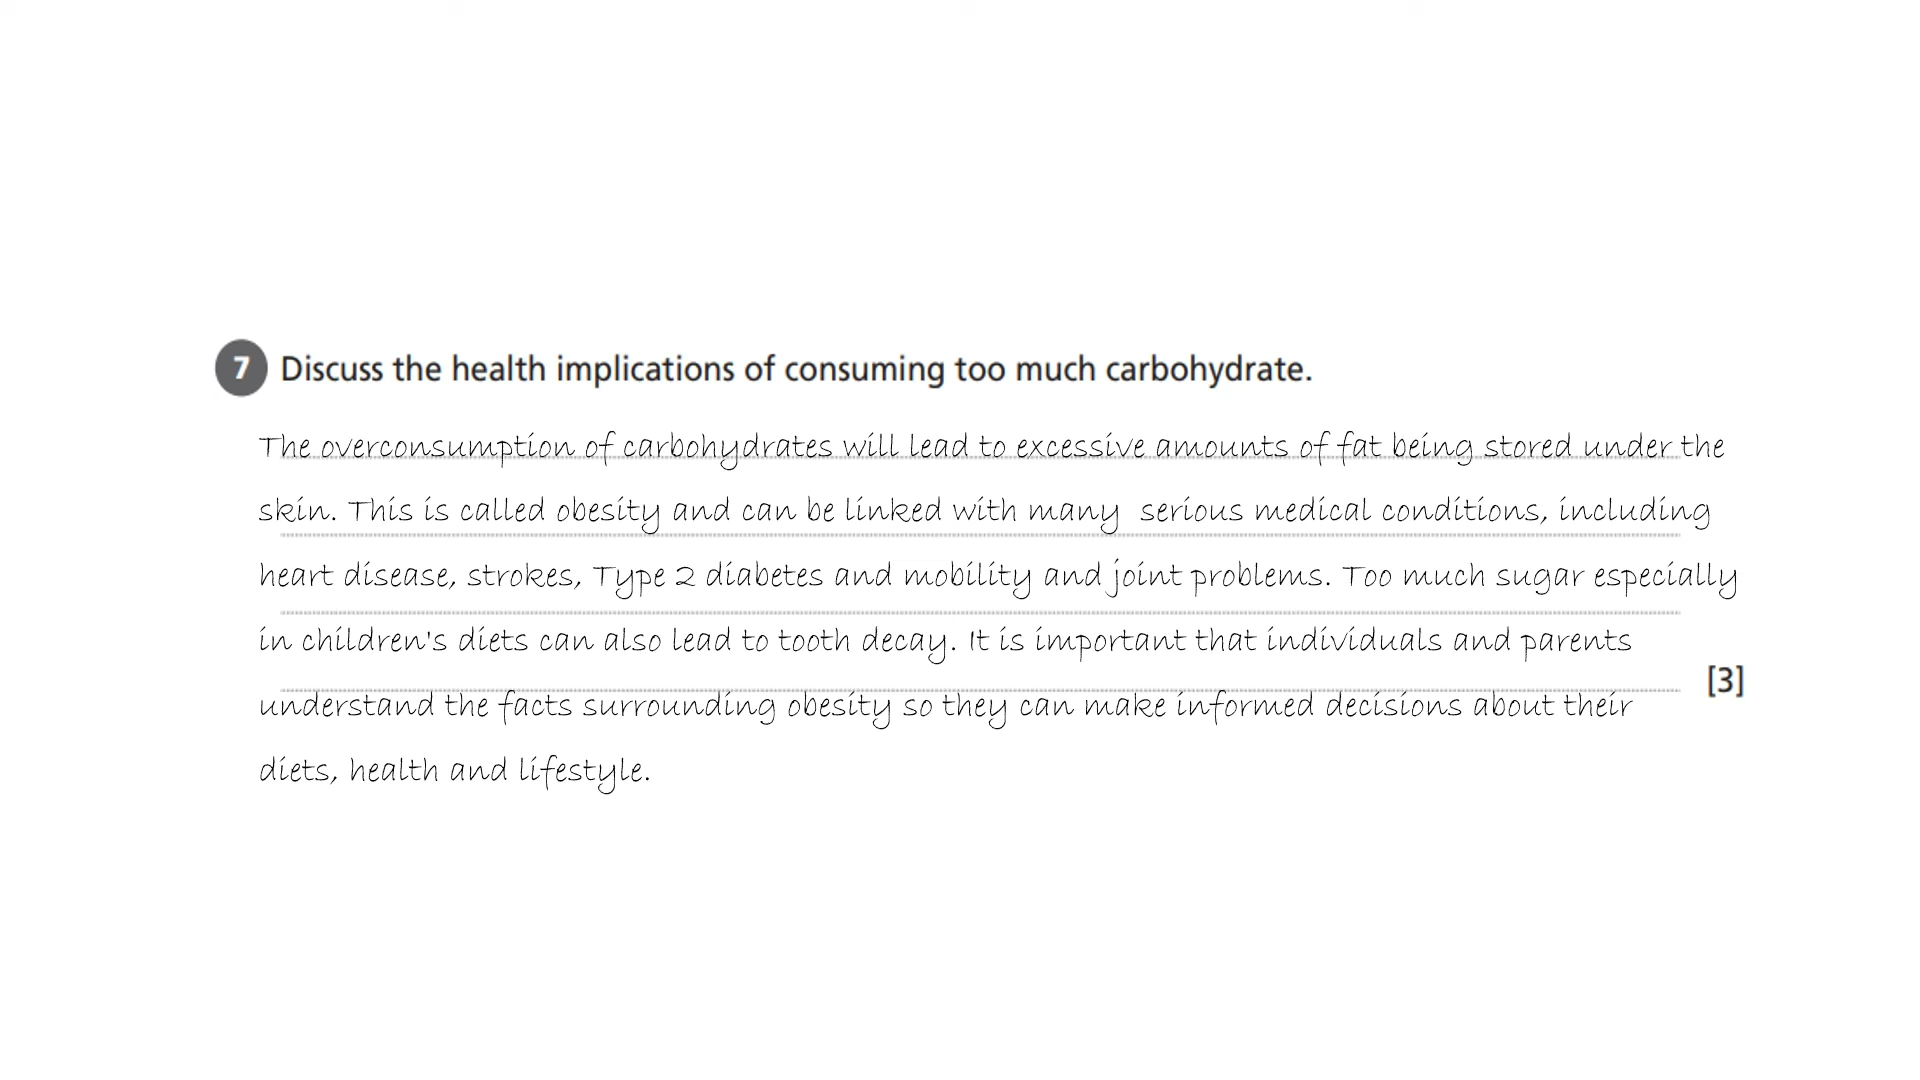 7 Discuss the health implications of consuming too much carbohydrate.
The overconsumption of carbohydrates will lead to excessive amounts of fat being stored under the
skin. This is called obesity and can be linked with many  serious medical conditions, including
heart disease, strokes, Type 2 diabetes and mobility and joint problems. Too much sugar especially
in children's diets can also lead to tooth decay. It is important that individuals and parents
[3]
understand the facts surrounding obesity so they can make informed decisions about their
diets, health and lifestyle.